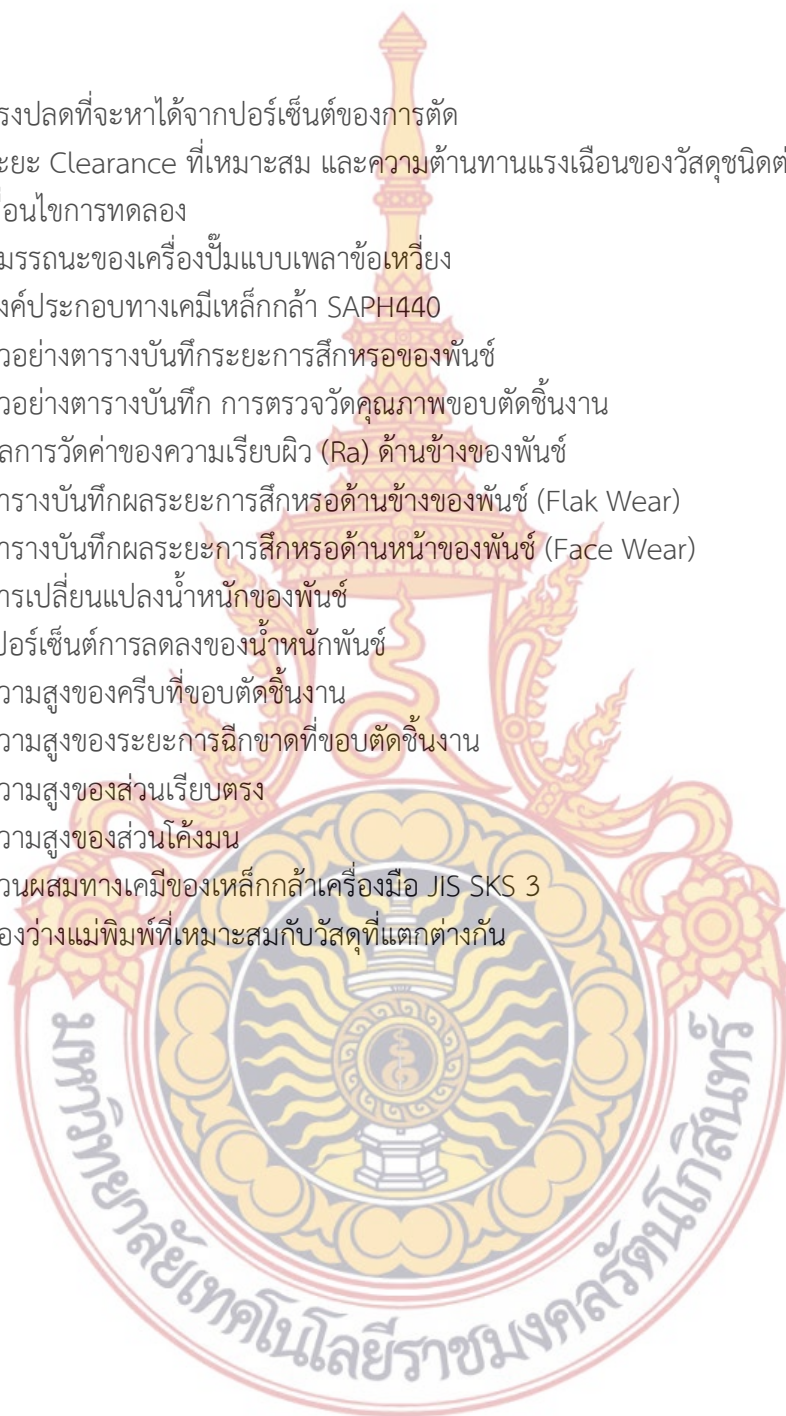 รงปลดที่จะหาได้จากปอร์เซ็นต์ของการตัด
ะยะ Clearance ที่เหมาะสม และความต้านทานแรงเฉือนของวัสดุชนิดต่
งื่อนไขการทดลอง
มรรถนะของเครื่องปั๊มแบบเพลาข้อเหวี่ยง
งค์ประกอบทางเคมีเหล็กกล้า SAPH440
ัวอย่างตารางบันทึกระยะการสึกหรอของพันช์
ัวอย่างตารางบันทึก การตรวจวัดคุณภาพขอบตัดชิ้นงาน
ลการวัดค่าของความเรียบผิว (Ra) ด้านข้างของพันช์
ารางบันทึกผลระยะการสึกหรอด้านข้างของพันช์ (Flak Wear)
ารางบันทึกผลระยะการสึกหรอด้านหน้าของพันช์ (Face Wear)
ารเปลี่ยนแปลงน้ำหนักของพันช์
ปอร์เซ็นต์การลดลงของน้ำหนักพันช์
วามสูงของครีบที่ขอบตัดชิ้นงาน
วามสูงของระยะการฉีกขาดที่ขอบตัดชิ้นงาน
วามสูงของส่วนเรียบตรง
วามสูงของส่วนโค้งมน
่วนผสมทางเคมีของเหล็กกล้าเครื่องมือ JIS SKS 3
่องว่างแม่พิมพ์ที่เหมาะสมกับวัสดุที่แตกต่างกัน
มหาวิทยาลัยเทคโนโลยีราชมงคลรัตนโกสินทร์